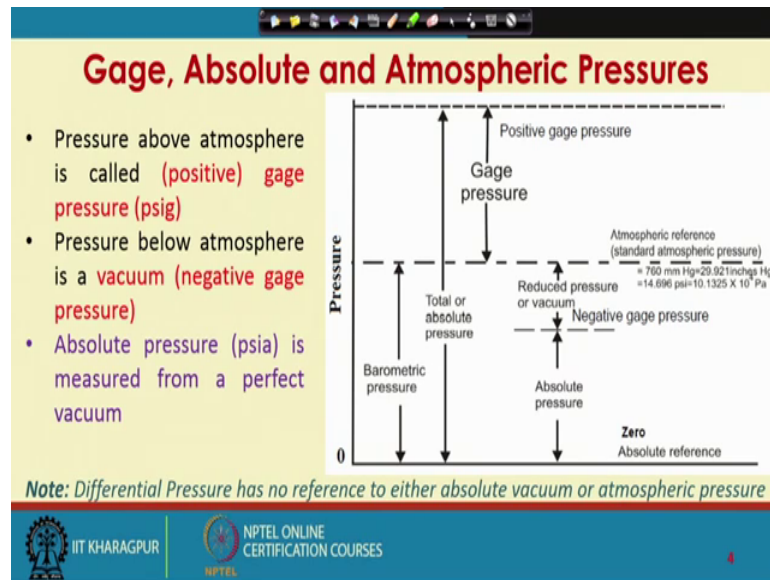 Gage, Absolute and Atmospheric Pressures
• Pressure above atmosphere
is called (positive) gage
pressure (psig)
• Pressure below atmosphere
is a vacuum (negative gage
pressure)
• Absolute pressure (psia) is
measured from a perfect
vacuum
Pressure
0
Positive gage pressure
Gage
pressure
Atmospheric reference
(standard atmospheric pressure)
= 760 mm Hg=29.921inches Hg
=14.696 psi=10.1325 X 10⁴ Pa
Reduced pressure
or vacuum
Negative gage pressure
Total or
absolute
pressure
Barometric
pressure
Absolute
pressure
Zero
Absolute reference
Note: Differential Pressure has no reference to either absolute vacuum or atmospheric pressure
IIT KHARAGPUR
NPTEL
NPTEL ONLINE
CERTIFICATION COURSES
4